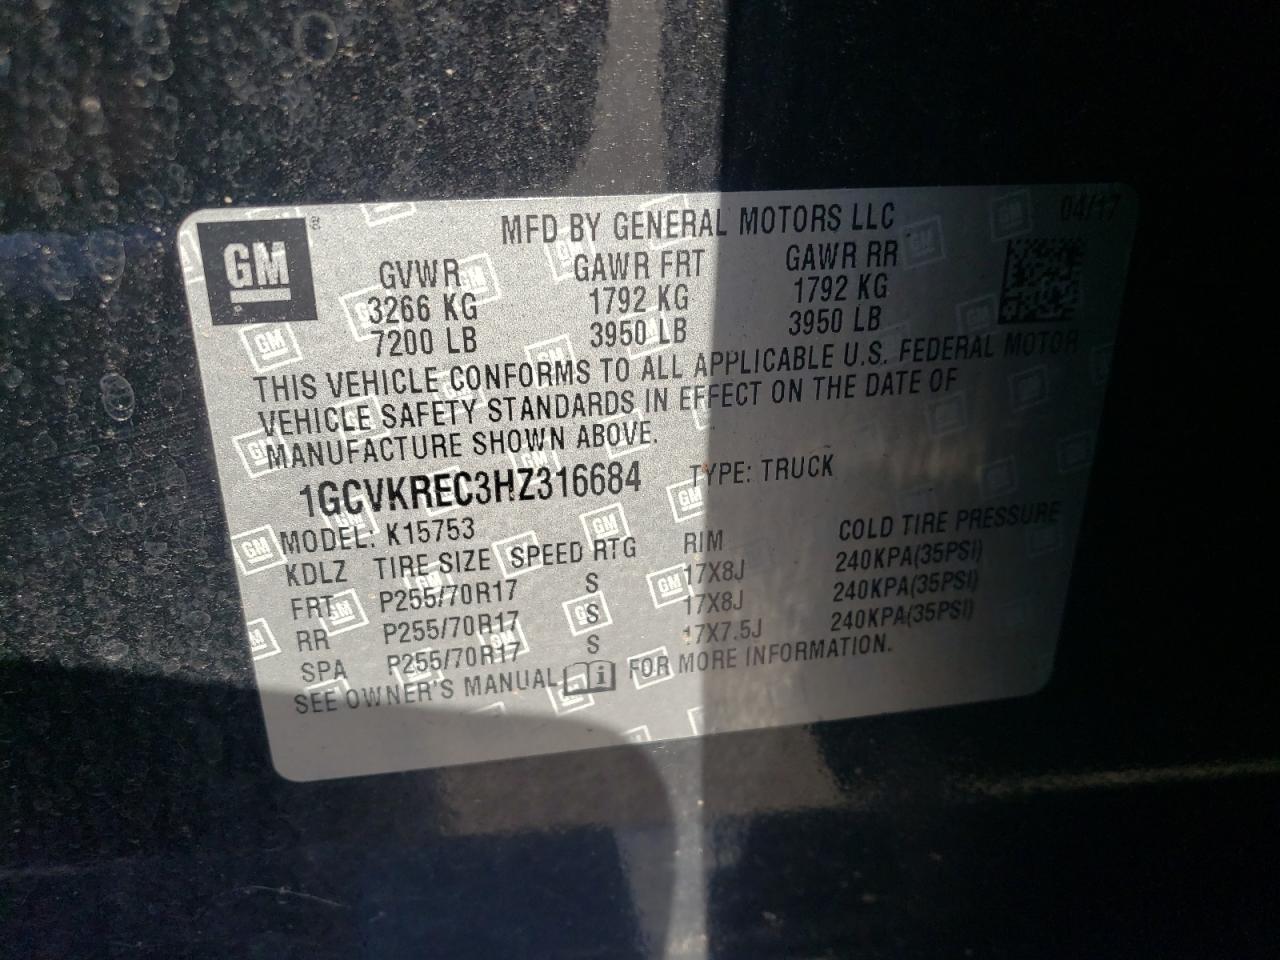 GM
MFD BY GENERAL MOTORS LLC 04/17
GVWR GAWR FRT GAWR RR
3266 KG 1792 KG 1792 KG
7200 LB 3950 LB 3950 LB
THIS VEHICLE CONFORMS TO ALL APPLICABLE U.S. FEDERAL MOTOR
VEHICLE SAFETY STANDARDS IN EFFECT ON THE DATE OF
MANUFACTURE SHOWN ABOVE.
1GCVKREC3HZ316684 TYPE: TRUCK
MODEL: K15753
KDLZ TIRE SIZE SPEED RTG RIM COLD TIRE PRESSURE
FRT P255/70R17 S 17X8J 240KPA(35PSI)
RR P255/70R17 S 17X8J 240KPA(35PSI)
SPA P255/70R17 S 17X7.5J 240KPA(35PSI)
SEE OWNER'S MANUAL i FOR MORE INFORMATION.